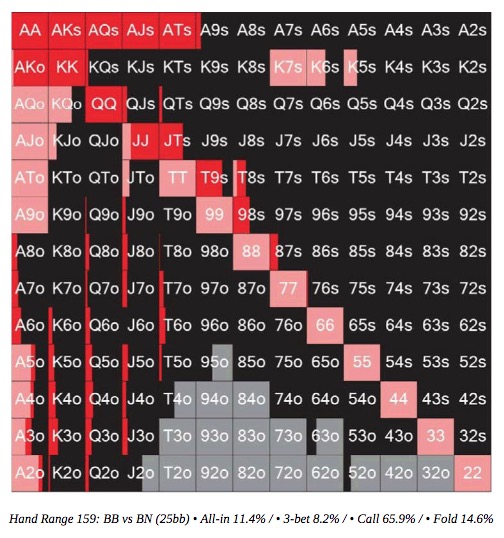 AA AKs AQs AJs ATs A9s A8s A7s A6s A5s A4s A3s A2s
AKo KK KQs KJs KTs K9s K8s K7s K6s K5s K4s K3s K2s
AQo KQo QQ QJs QTs Q9s Q8s Q7s Q6s Q5s Q4s Q3s Q2s
AJo KJo QJo JJ JTs J9s J8s J7s J6s J5s J4s J3s J2s
ATo KTo QTo JTo TT T9s T8s T7s T6s T5s T4s T3s T2s
A9o K9o Q9o J9o T9o 99 98s 97s 96s 95s 94s 93s 92s
A8o K8o Q8o J8o T8o 98o 88 87s 86s 85s 84s 83s 82s
A7o K7o Q7o J7o T7o 97o 87o 77 76s 75s 74s 73s 72s
A6o K6o Q6o J6o T6o 96o 86o 76o 66 65s 64s 63s 62s
A5o K5o Q5o J5o T5o 95o 85o 75o 65o 55 54s 53s 52s
A4o K4o Q4o J4o T4o 94o 84o 74o 64o 54o 44 43s 42s
A3o K3o Q3o J3o T3o 93o 83o 73o 63o 53o 43o 33 32s
A2o K2o Q2o J2o T2o 92o 82o 72o 62o 52o 42o 32o 22
Hand Range 159: BB vs BN (25bb) • All-in 11.4% / • 3-bet 8.2% / • Call 65.9% / • Fold 14.6%